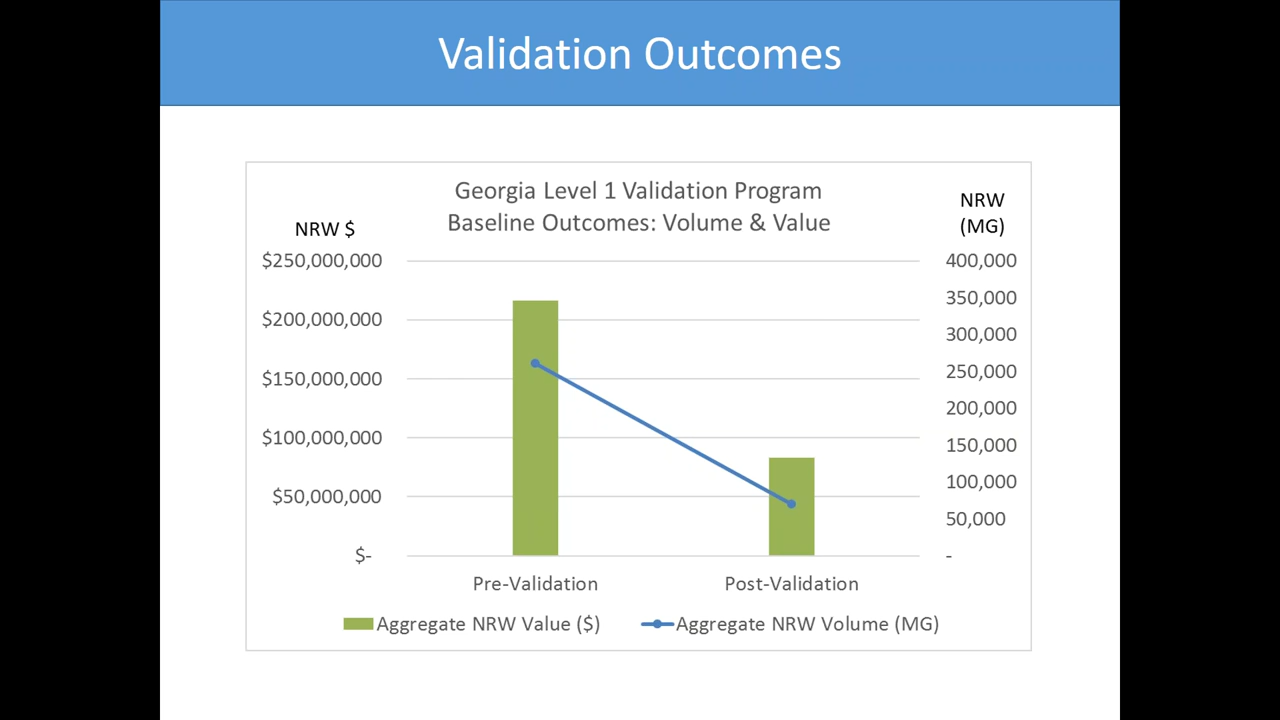 Validation Outcomes
Georgia Level 1 Validation Program
Baseline Outcomes: Volume & Value
NRW $
NRW
(MG)
$250,000,000
$200,000,000
$150,000,000
$100,000,000
$50,000,000
$-
400,000
350,000
300,000
250,000
200,000
150,000
100,000
50,000
-
Pre-Validation
Post-Validation
Aggregate NRW Value ($)
Aggregate NRW Volume (MG)